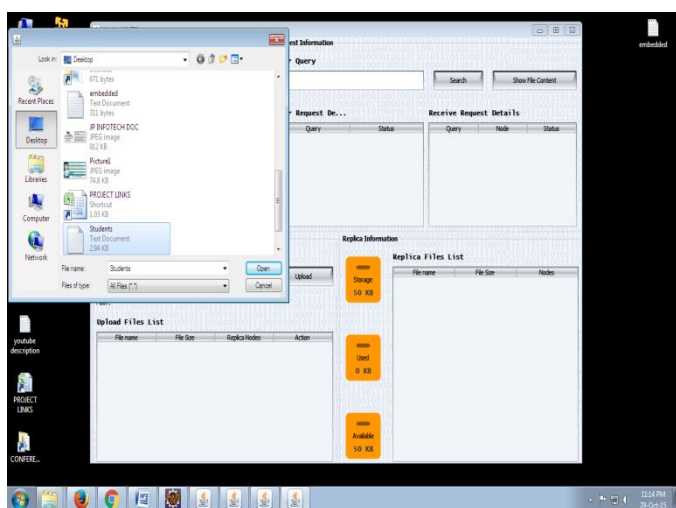 Look in:
Desktop
Recent Places
Desktop
Libraries
Computer
Network
671 bytes
embedded
Text Document
311 bytes
JP INFOTECH DOC
JPEG image
912 KB
Picture1
JPEG image
74.8 KB
PROJECT LINKS
Shortcut
1.03 KB
Students
Text Document
2.94 KB
File name:
Students
Open
Files of type:
All Files (*.*)
Cancel
est Information
Query
Search
Show File Content
Request De...
Receive Request Details
Query
Status
Query
Node
Status
Replica Information
Replica Files List
Upload
Storage
50 KB
File name
File Size
Nodes
Upload Files List
File name
File Size
Replica Nodes
Action
Used
0 KB
Available
50 KB
embedded
youtube
description
PROJECT
LINKS
CONFERE...
11:14 PM
29-Oct-15